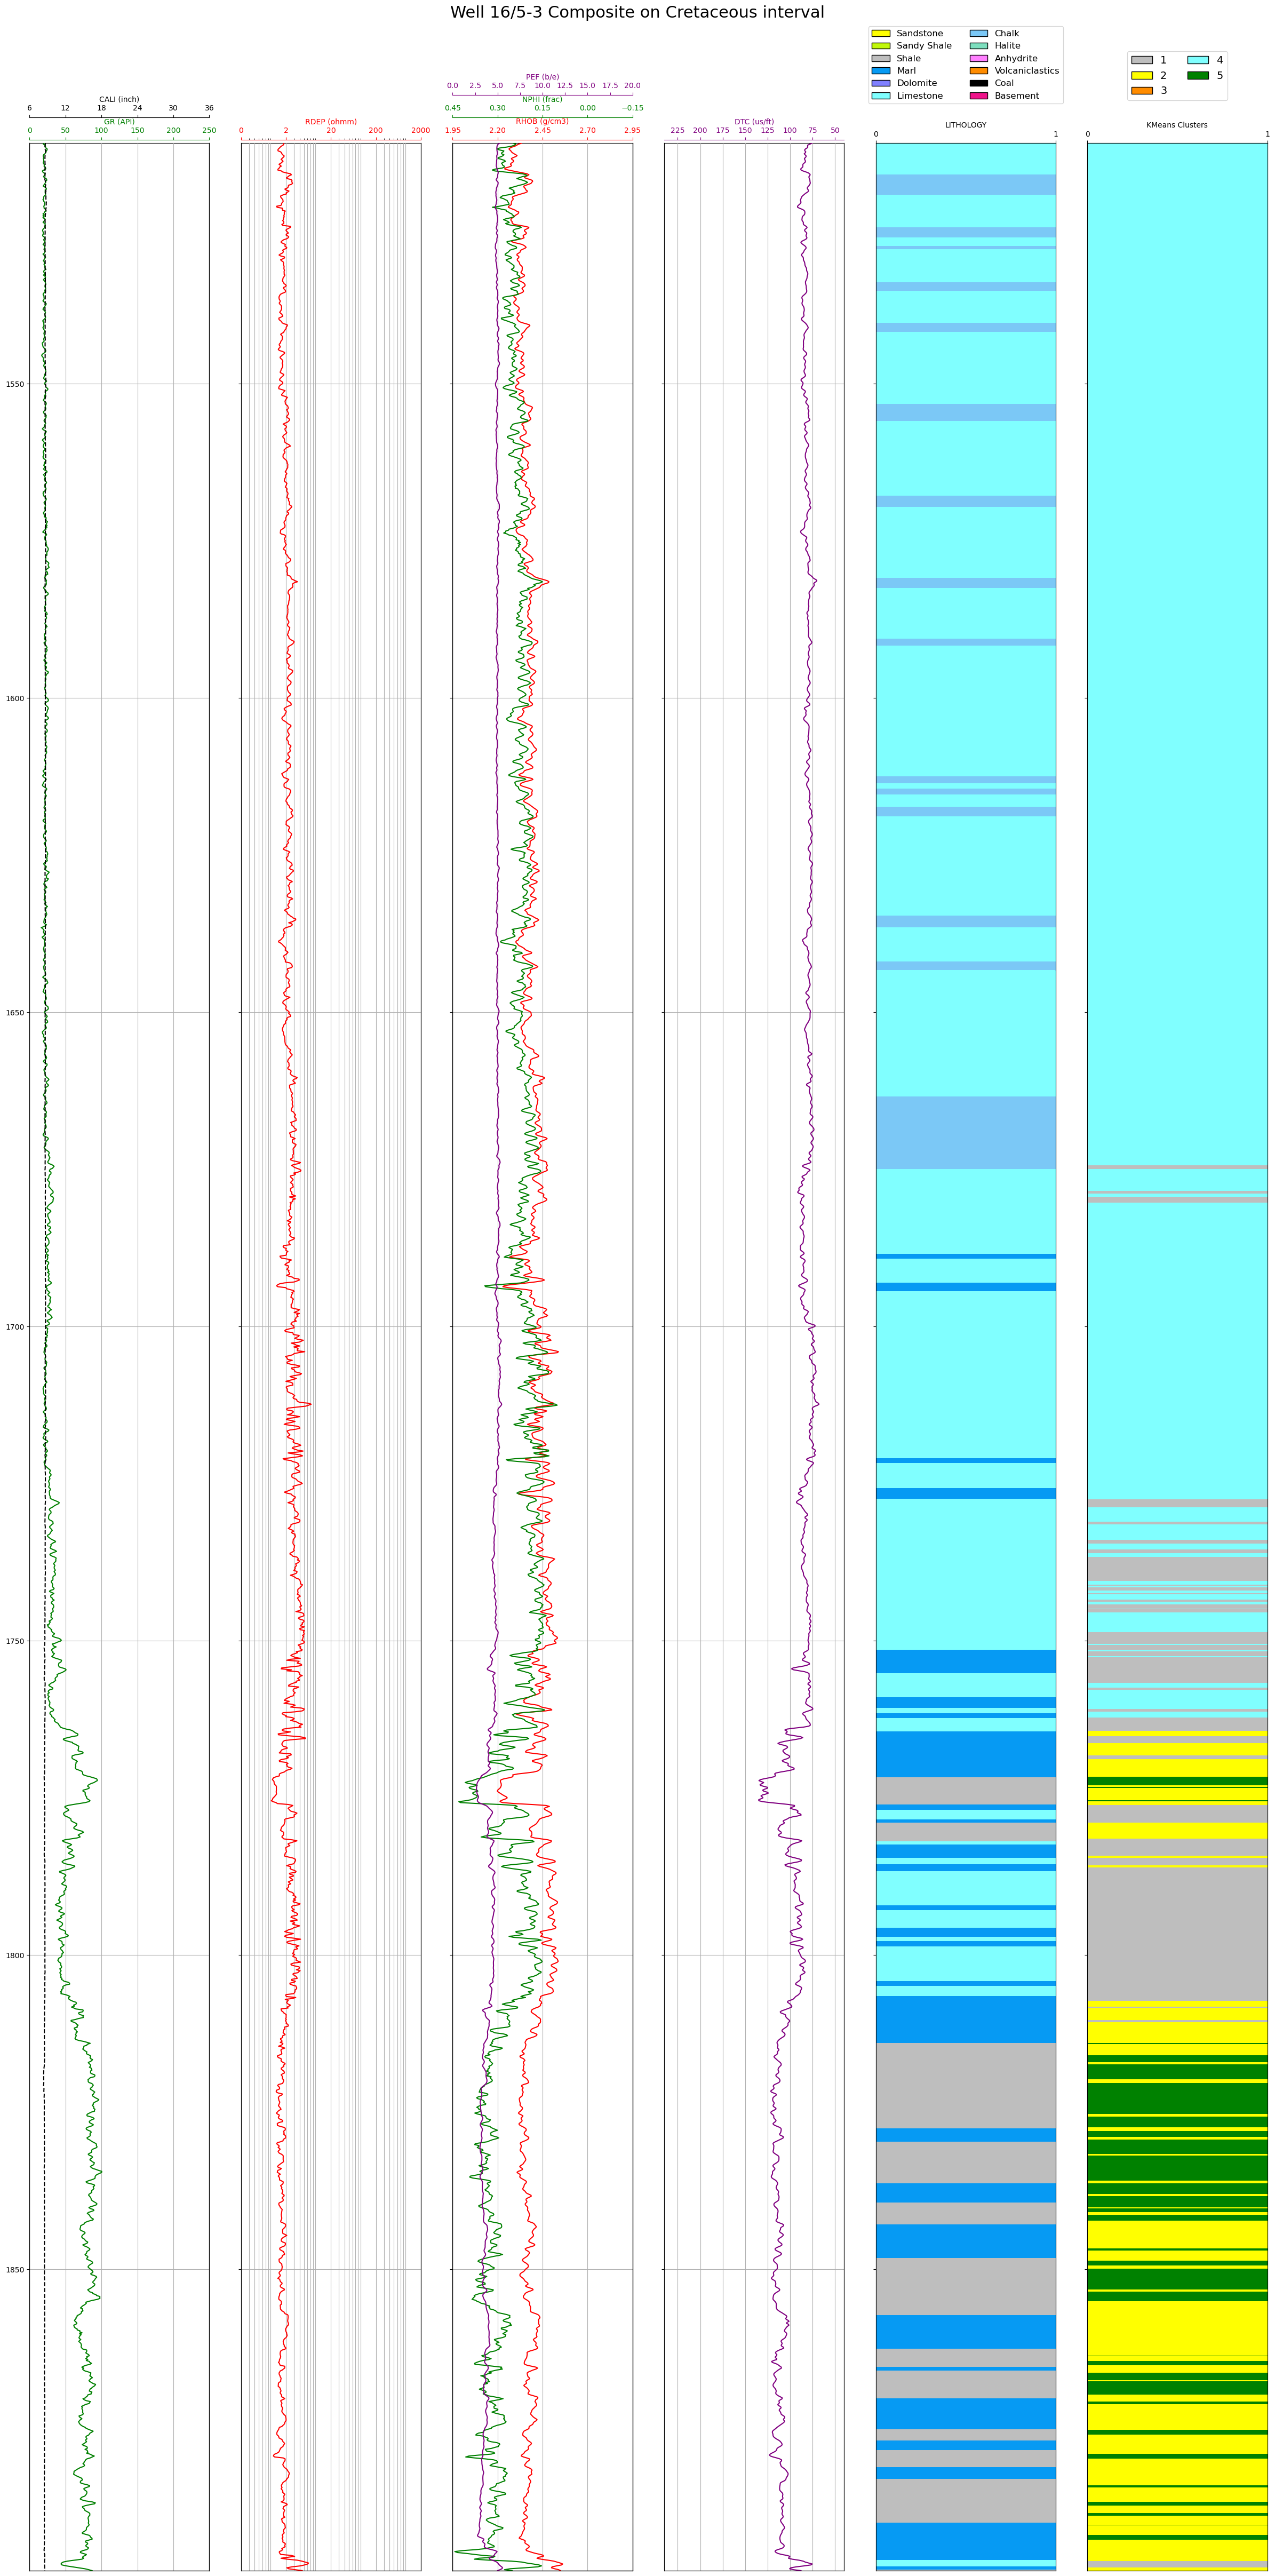 Well 16/5-3 Composite on Cretaceous interval
Sandstone Chalk
Sandy Shale Halite
Shale Anhydrite
Marl Volcaniclastics
Dolomite Coal
Limestone Basement
1 4
2 5
3
PEF (b/e)
0.0 2.5 5.0 7.5 10.0 12.5 15.0 17.5 20.0
CALI (inch) NPHI (frac)
6 12 18 24 30 36 0.45 0.30 0.15 0.00 −0.15
GR (API) RDEP (ohmm) RHOB (g/cm3) DTC (us/ft) LITHOLOGY KMeans Clusters
0 50 100 150 200 250 0 2 20 200 2000 1.95 2.20 2.45 2.70 2.95 225 200 175 150 125 100 75 50 0 1 0 1
1550
1600
1650
1700
1750
1800
1850